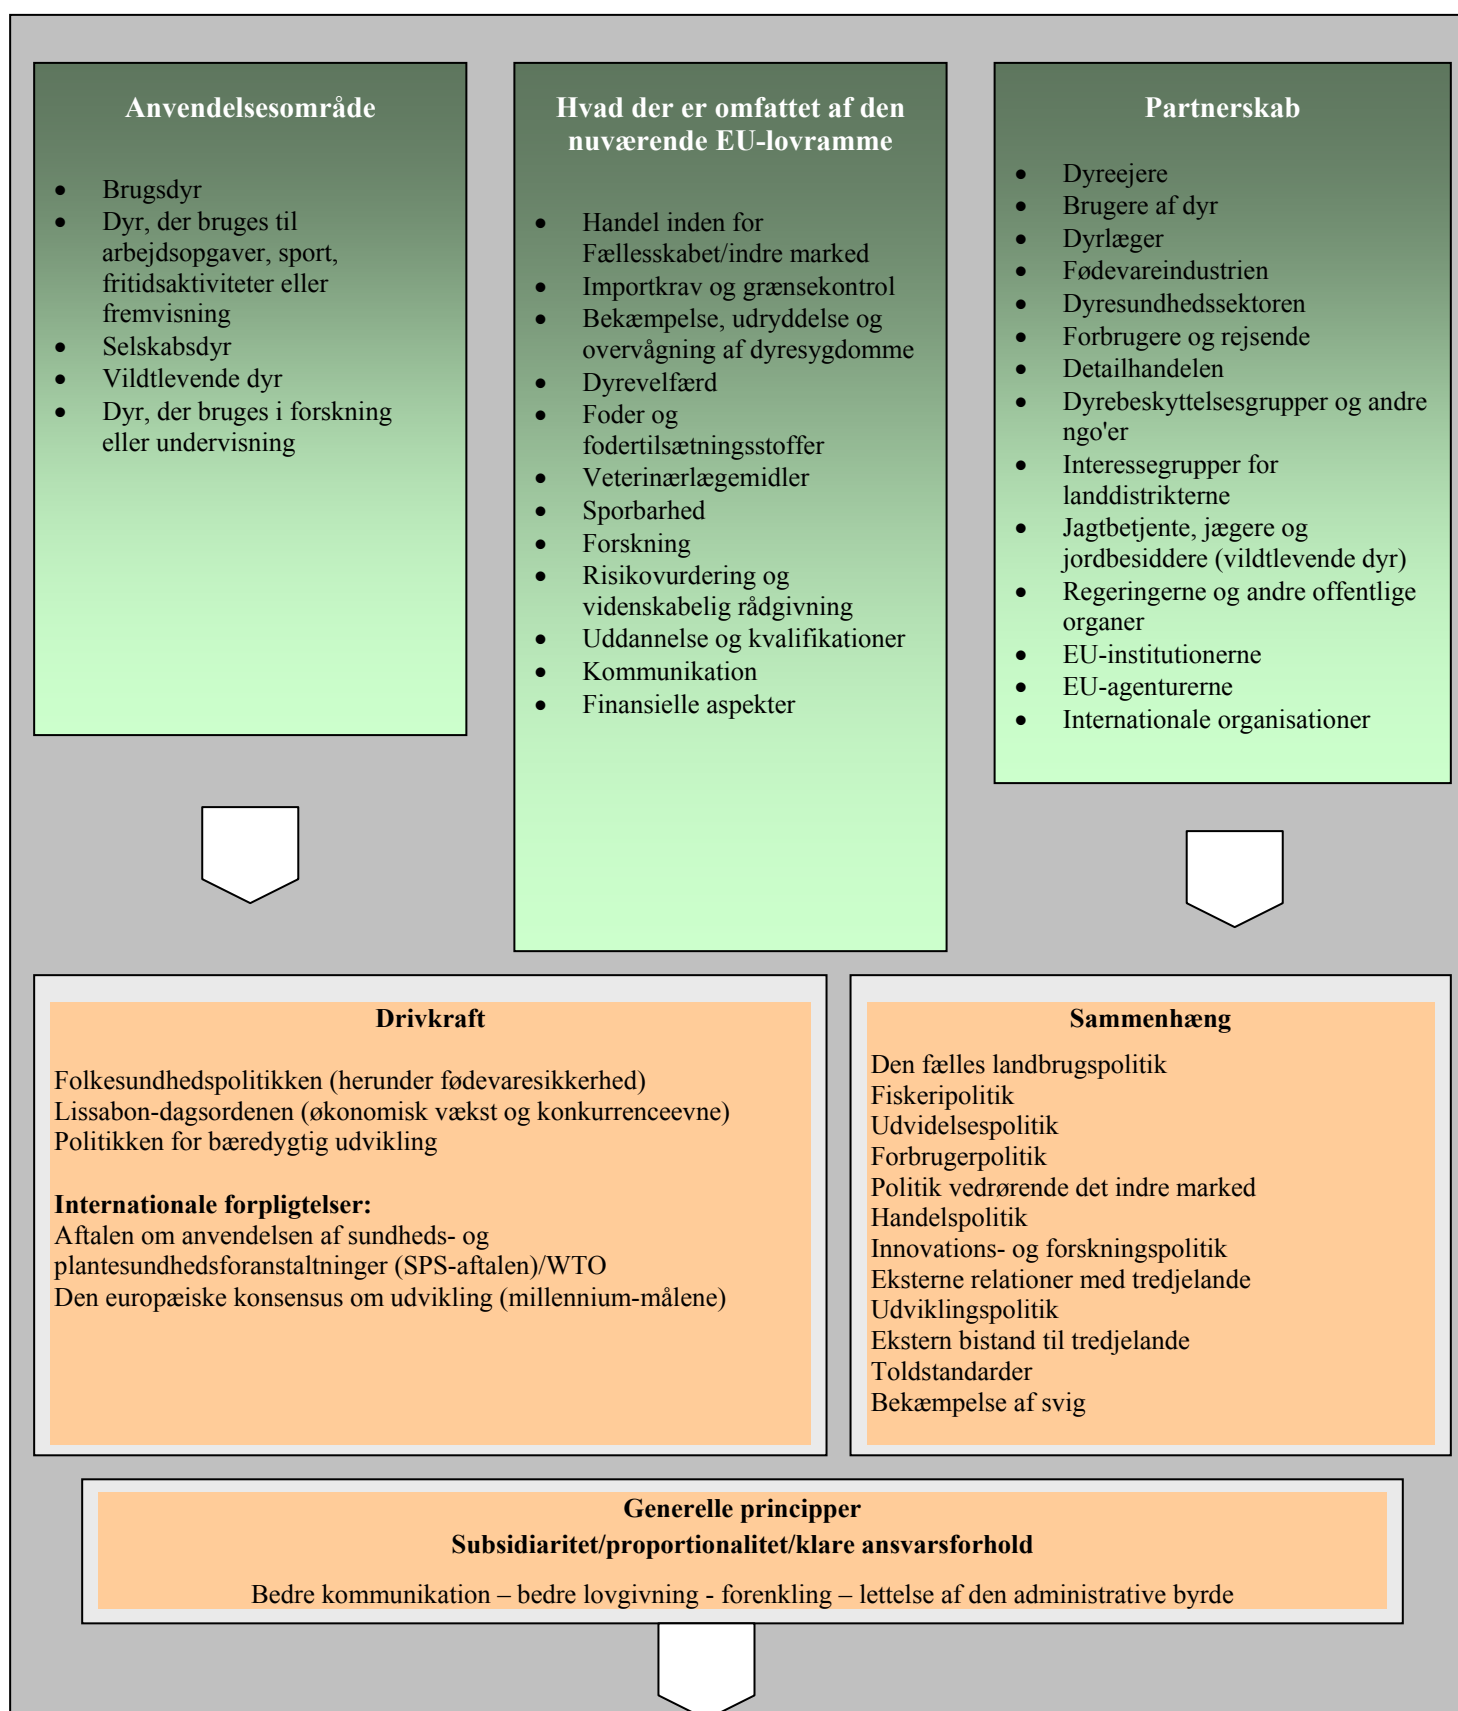 Anvendelsesområde
• Brugsdyr
• Dyr, der bruges til
arbejdsopgaver, sport,
fritidsaktiviteter eller
fremvisning
• Selskabsdyr
• Vildtlevende dyr
• Dyr, der bruges i forskning
eller undervisning
Hvad der er omfattet af den
nuværende EU-lovramme
• Handel inden for
Fællesskabet/indre marked
• Importkrav og grænsekontrol
• Bekæmpelse, udryddelse og
overvågning af dyresygdomme
• Dyrevelfærd
• Foder og
fodertilsætningsstoffer
• Veterinærlægemidler
• Sporbarhed
• Forskning
• Risikovurdering og
videnskabelig rådgivning
• Uddannelse og kvalifikationer
• Kommunikation
• Finansielle aspekter
Partnerskab
• Dyreejere
• Brugere af dyr
• Dyrlæger
• Fødevareindustrien
• Dyresundhedssektoren
• Forbrugere og rejsende
• Detailhandelen
• Dyrebeskyttelsesgrupper og andre
ngo'er
• Interessegrupper for
landdistrikterne
• Jagtbetjente, jægere og
jordbesiddere (vildtlevende dyr)
• Regeringerne og andre offentlige
organer
• EU-institutionerne
• EU-agenturerne
• Internationale organisationer
Drivkraft
Folkesundhedspolitikken (herunder fødevaresikkerhed)
Lissabon-dagsordenen (økonomisk vækst og konkurrenceevne)
Politikken for bæredygtig udvikling
Internationale forpligtelser:
Aftalen om anvendelsen af sundheds- og
plantesundhedsforanstaltninger (SPS-aftalen)/WTO
Den europæiske konsensus om udvikling (millennium-målene)
Sammenhæng
Den fælles landbrugspolitik
Fiskeripolitik
Udvidelsespolitik
Forbrugerpolitik
Politik vedrørende det indre marked
Handelspolitik
Innovations- og forskningspolitik
Eksterne relationer med tredjelande
Udviklingspolitik
Ekstern bistand til tredjelande
Toldstandarder
Bekæmpelse af svig
Generelle principper
Subsidiaritet/proportionalitet/klare ansvarsforhold
Bedre kommunikation – bedre lovgivning - forenkling – lettelse af den administrative byrde